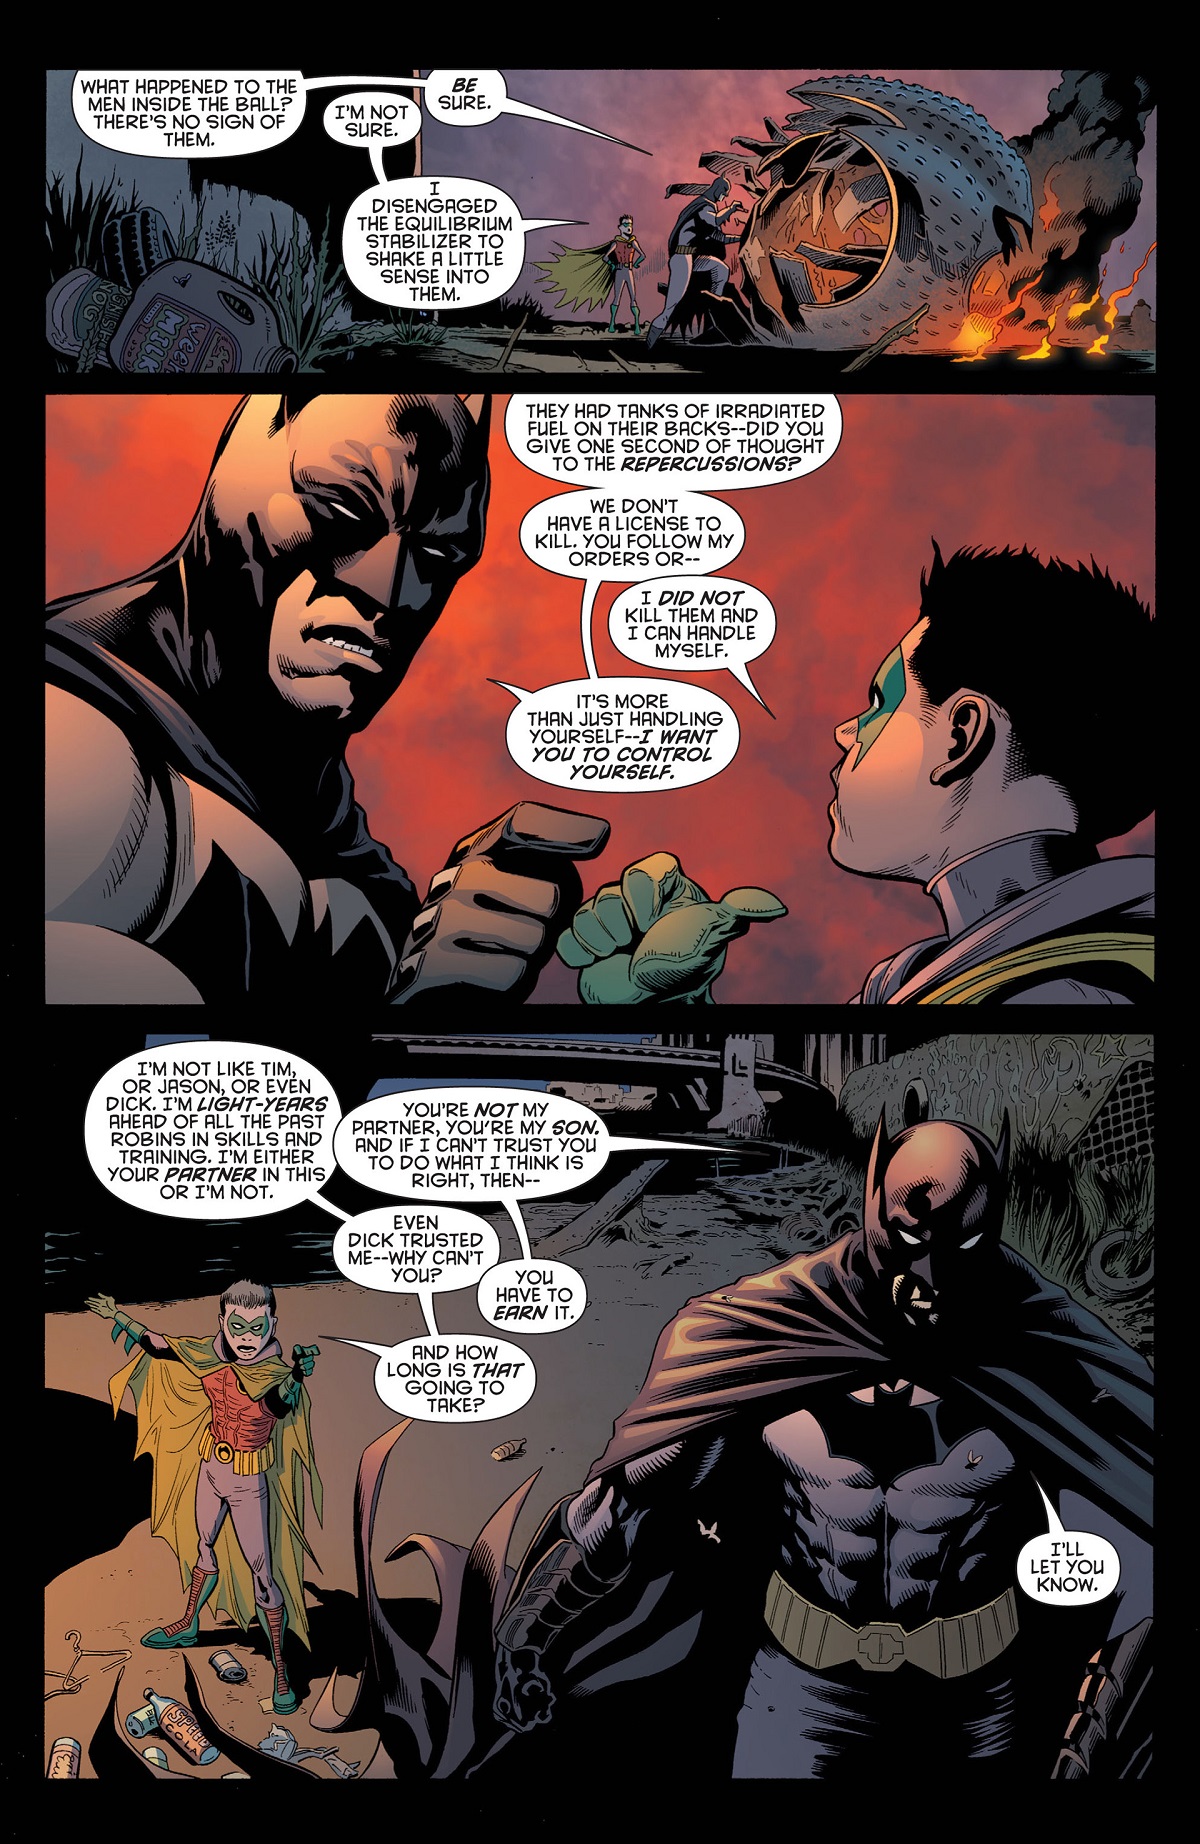 WHAT HAPPENED TO THE
MEN INSIDE THE BALL?
THERE'S NO SIGN OF
THEM.
I'M NOT
SURE.
BE
SURE.
I
DISENGAGED
THE EQUILIBRIUM
STABILIZER TO
SHAKE A LITTLE
SENSE INTO
THEM.
MILK
THEY HAD TANKS OF IRRADIATED
FUEL ON THEIR BACKS--DID YOU
GIVE ONE SECOND OF THOUGHT
TO THE REPERCUSSIONS?
WE DON'T
HAVE A LICENSE TO
KILL. YOU FOLLOW MY
ORDERS OR--
I DID NOT
KILL THEM AND
I CAN HANDLE
MYSELF.
IT'S MORE
THAN JUST HANDLING
YOURSELF--I WANT
YOU TO CONTROL
YOURSELF.
I'M NOT LIKE TIM,
OR JASON, OR EVEN
DICK. I'M LIGHT-YEARS
AHEAD OF ALL THE PAST
ROBINS IN SKILLS AND
TRAINING. I'M EITHER
YOUR PARTNER IN THIS
OR I'M NOT.
YOU'RE NOT MY
PARTNER, YOU'RE MY SON.
AND IF I CAN'T TRUST YOU
TO DO WHAT I THINK IS
RIGHT, THEN--
EVEN
DICK TRUSTED
ME--WHY CAN'T
YOU?
YOU
HAVE TO
EARN IT.
AND HOW
LONG IS THAT
GOING TO
TAKE?
I'LL
LET YOU
KNOW.
SPEED
COLA